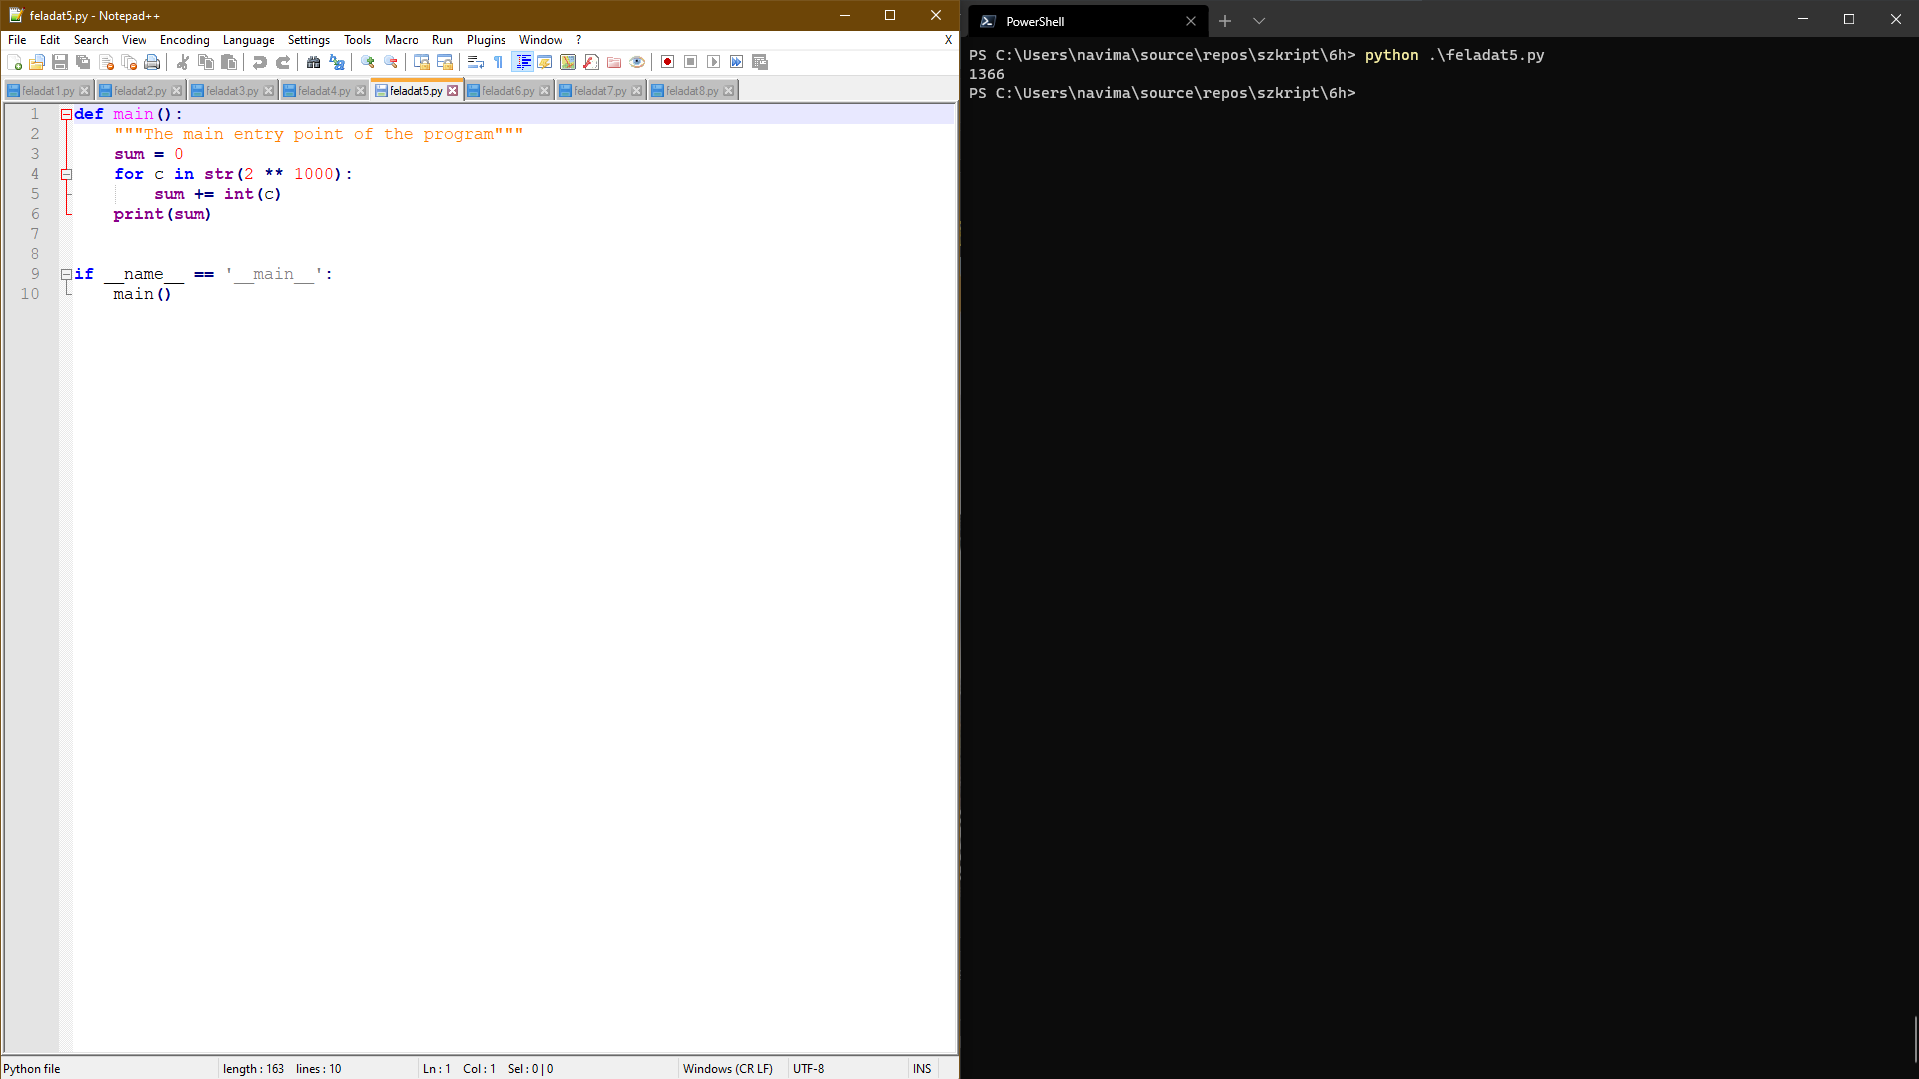 feladat5.py - Notepad++
File Edit Search View Encoding Language Settings Tools Macro Run Plugins Window ? X
feladat1.py feladat2.py feladat3.py feladat4.py feladat5.py feladat6.py feladat7.py feladat8.py
1 def main():
2 """The main entry point of the program"""
3 sum = 0
4 for c in str(2 ** 1000):
5 sum += int(c)
6 print(sum)
7
8
9 if __name__ == '__main__':
10 main()
Python file length : 163 lines : 10 Ln : 1 Col : 1 Sel : 0 | 0 Windows (CR LF) UTF-8 INS
PowerShell
PS C:\Users\navima\source\repos\szkript\6h> python .\feladat5.py
1366
PS C:\Users\navima\source\repos\szkript\6h>